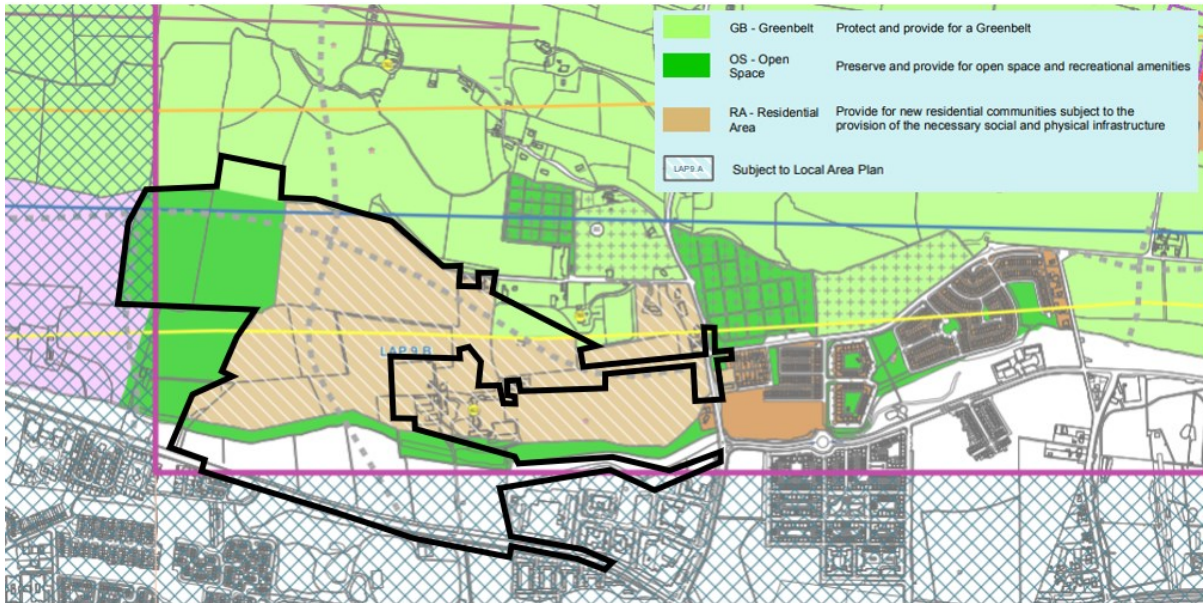 GB - Greenbelt Protect and provide for a Greenbelt
OS - Open
Space
Preserve and provide for open space and recreational amenities
RA - Residential
Area
Provide for new residential communities subject to the
provision of the necessary social and physical infrastructure
LAP9.A Subject to Local Area Plan
LAP 9.B